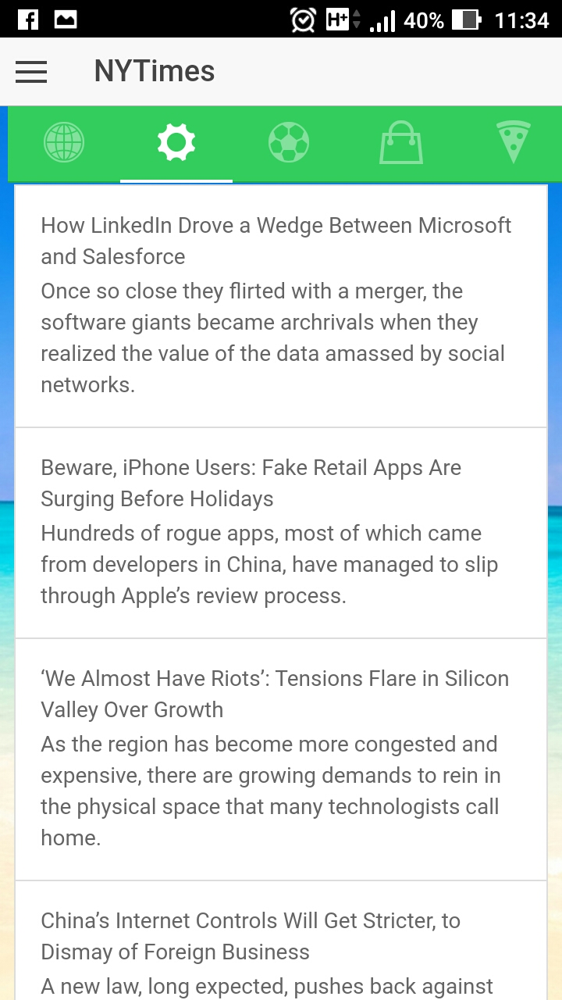 H+ 40% 11:34
NYTimes
How LinkedIn Drove a Wedge Between Microsoft
and Salesforce
Once so close they flirted with a merger, the
software giants became archrivals when they
realized the value of the data amassed by social
networks.
Beware, iPhone Users: Fake Retail Apps Are
Surging Before Holidays
Hundreds of rogue apps, most of which came
from developers in China, have managed to slip
through Apple’s review process.
‘We Almost Have Riots’: Tensions Flare in Silicon
Valley Over Growth
As the region has become more congested and
expensive, there are growing demands to rein in
the physical space that many technologists call
home.
China’s Internet Controls Will Get Stricter, to
Dismay of Foreign Business
A new law, long expected, pushes back against